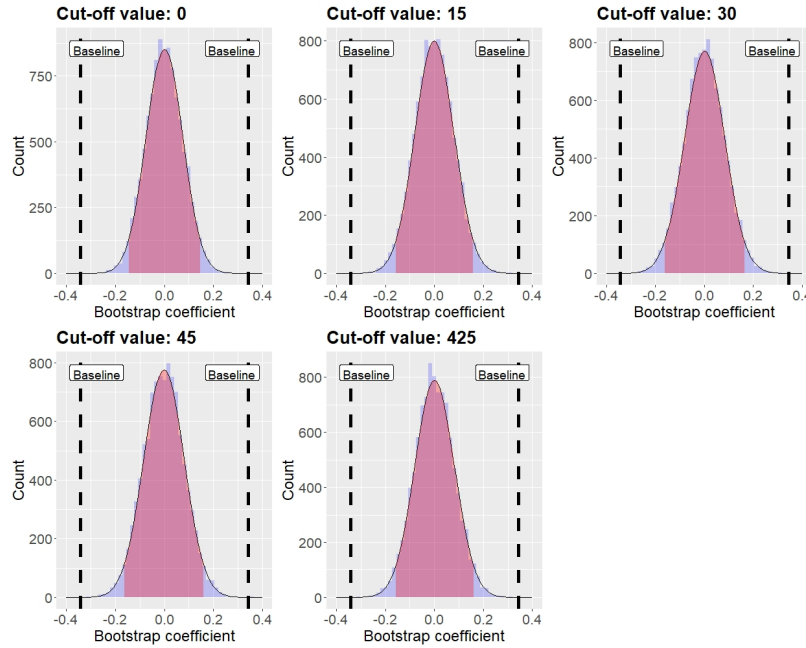 Cut-off value: 0
Baseline
Baseline
Count
750
500
250
0
-0.4 -0.2 0.0 0.2 0.4
Bootstrap coefficient
Cut-off value: 15
Baseline
Baseline
Count
800
600
400
200
0
-0.4 -0.2 0.0 0.2 0.4
Bootstrap coefficient
Cut-off value: 30
Baseline
Baseline
Count
800
600
400
200
0
-0.4 -0.2 0.0 0.2 0.4
Bootstrap coefficient
Cut-off value: 45
Baseline
Baseline
Count
800
600
400
200
0
-0.4 -0.2 0.0 0.2 0.4
Bootstrap coefficient
Cut-off value: 425
Baseline
Baseline
Count
800
600
400
200
0
-0.4 -0.2 0.0 0.2 0.4
Bootstrap coefficient